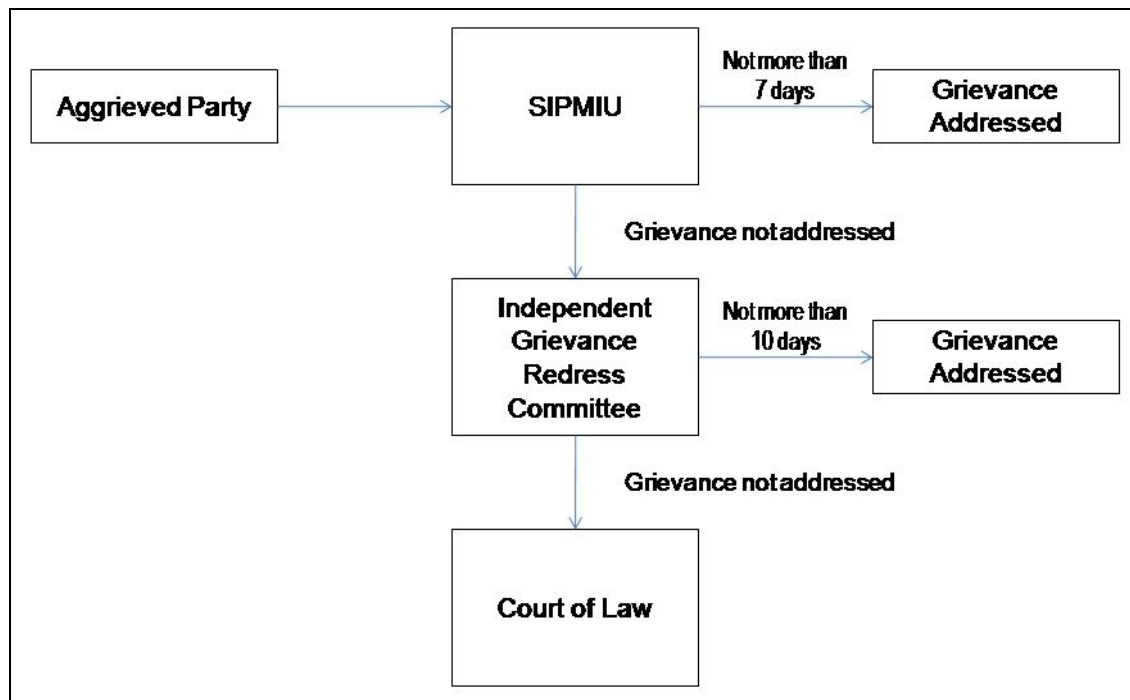 Aggrieved Party
SIPMIU
Not more than
7 days
Grievance
Addressed
Grievance not addressed
Independent
Grievance
Redress
Committee
Not more than
10 days
Grievance
Addressed
Grievance not addressed
Court of Law